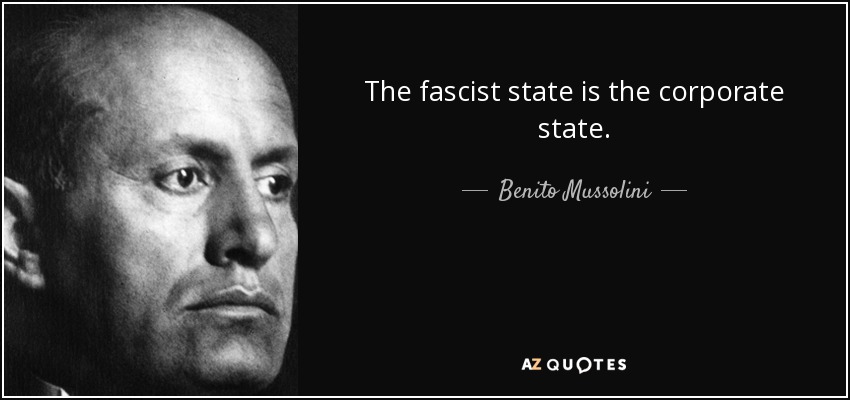 The fascist state is the corporate
state.
Benito Mussolini
AZ QUOTES